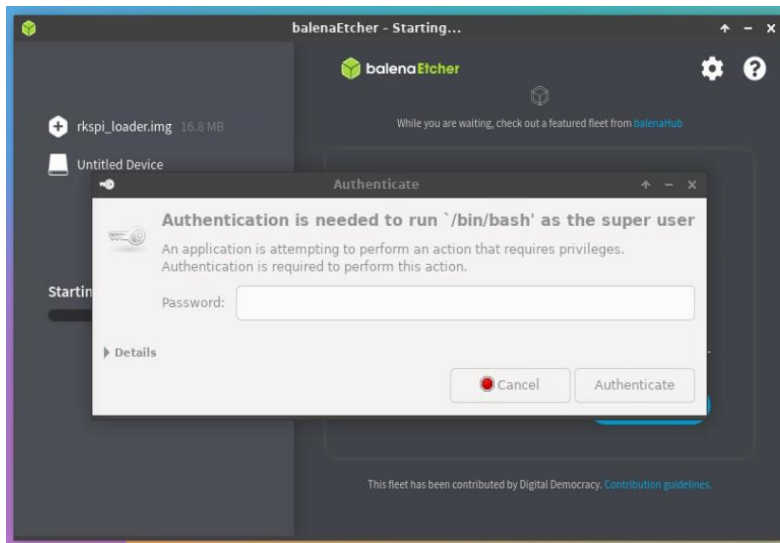 balenaEtcher - Starting...
balenaEtcher
While you are waiting, check out a featured fleet from balenaHub
rkspi_loader.img 16.8 MB
Untitled Device
Authenticate
Authentication is needed to run `/bin/bash' as the super user
An application is attempting to perform an action that requires privileges.
Authentication is required to perform this action.
Startin
Password:
Details
Cancel
Authenticate
This fleet has been contributed by Digital Democracy. Contribution guidelines.